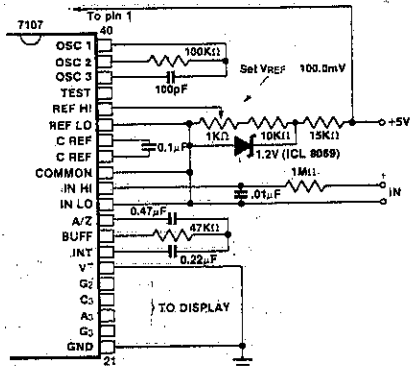 7107
To pin 1
40
OSC 1
OSC 2
OSC 3
TEST
REF HI
REF LO
C REF
C REF
COMMON
IN HI
IN LO
A/Z
BUFF
INT
V-
G2
C3
A3
G3
GND
21
100KΩ
100pF
Set VREF 100.0mV
1KΩ
10KΩ
15KΩ
+5V
0.1µF
1.2V (ICL 8069)
1MΩ
+
.01µF
IN
0.47µF
47KΩ
0.22µF
TO DISPLAY